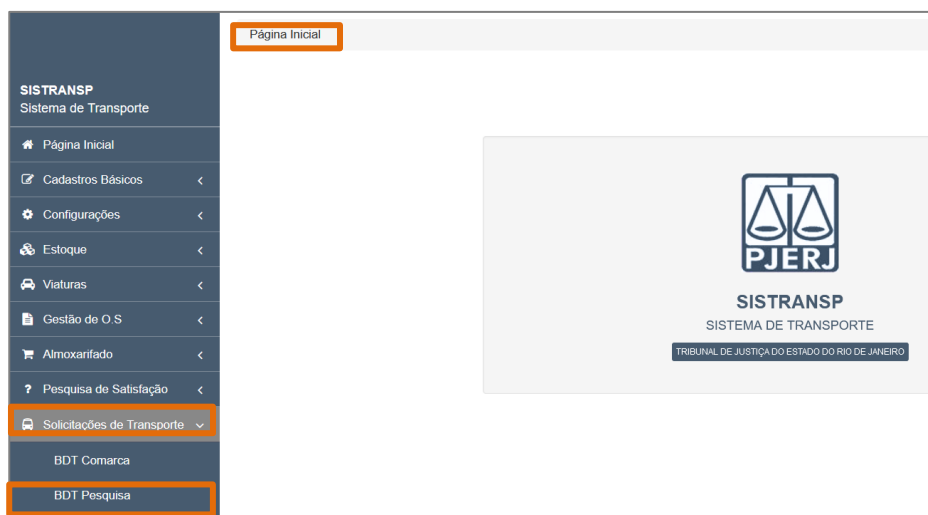 Página Inicial
SISTRANSP
Sistema de Transporte
Página Inicial
Cadastros Básicos
Configurações
Estoque
Viaturas
Gestão de O.S
Almoxarifado
? Pesquisa de Satisfação
Solicitações de Transporte
BDT Comarca
BDT Pesquisa
PJERJ
SISTRANSP
SISTEMA DE TRANSPORTE
TRIBUNAL DE JUSTIÇA DO ESTADO DO RIO DE JANEIRO